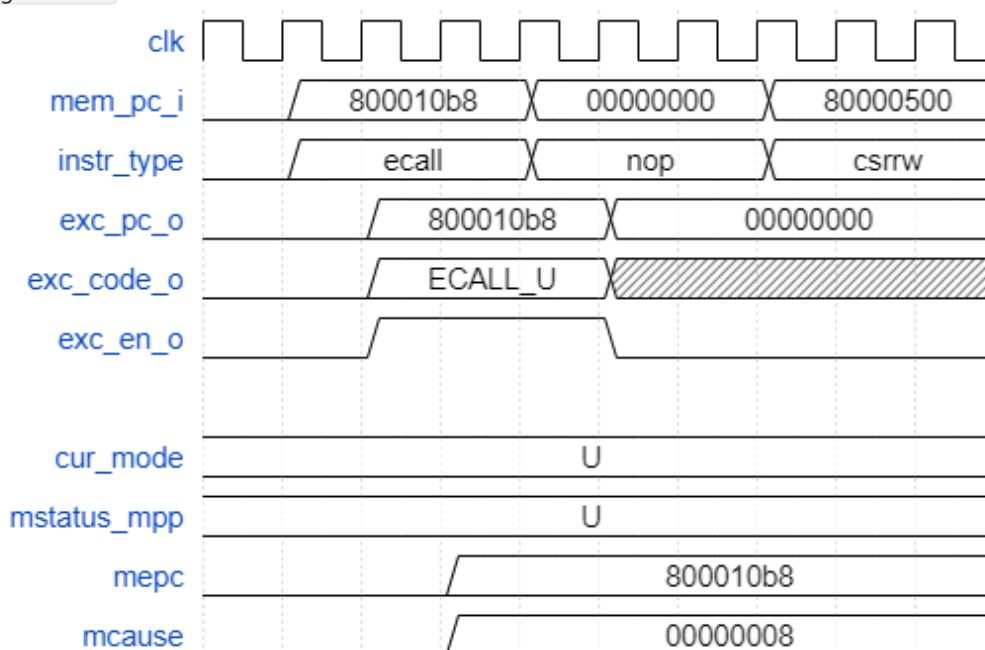 clk
mem_pc_i 800010b8 00000000 80000500
instr_type ecall nop csrrw
exc_pc_o 800010b8 00000000
exc_code_o ECALL_U
exc_en_o
cur_mode U
mstatus_mpp U
mepc 800010b8
mcause 00000008